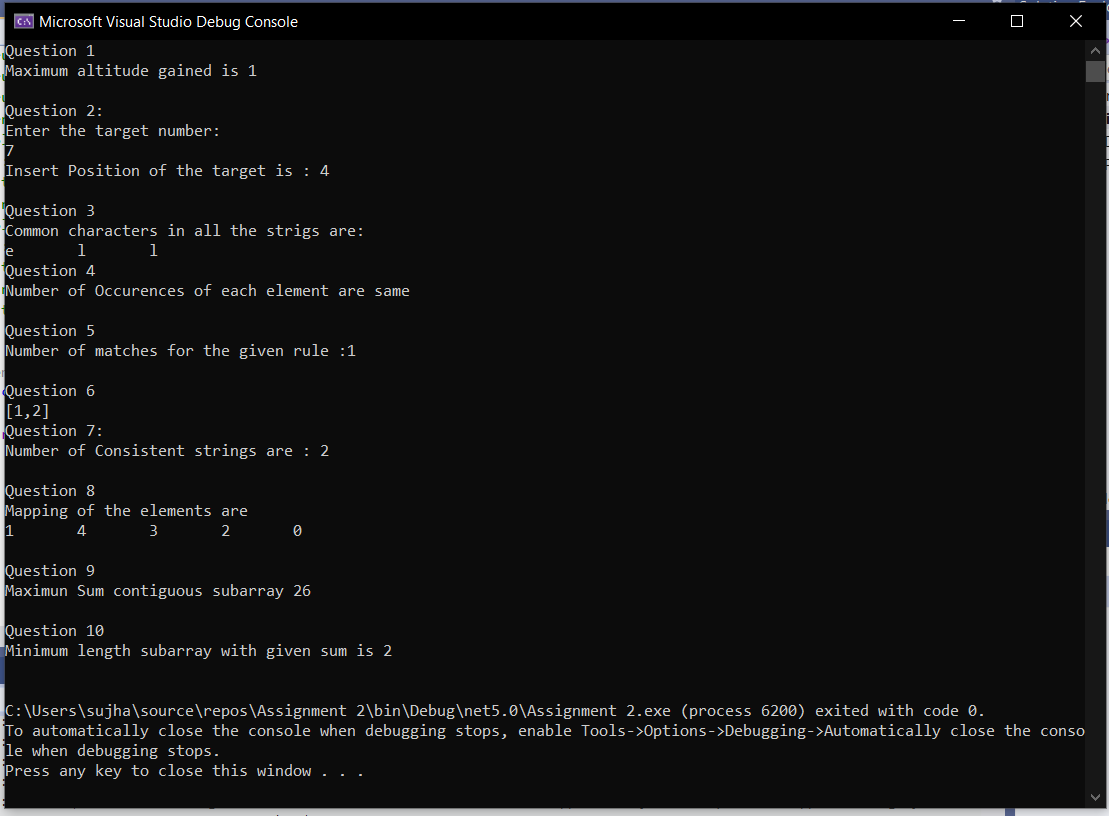 Microsoft Visual Studio Debug Console
Question 1
Maximum altitude gained is 1
Question 2:
Enter the target number:
7
Insert Position of the target is : 4
Question 3
Common characters in all the strigs are:
e l l
Question 4
Number of Occurences of each element are same
Question 5
Number of matches for the given rule :1
Question 6
[1,2]
Question 7:
Number of Consistent strings are : 2
Question 8
Mapping of the elements are
1 4 3 2 0
Question 9
Maximun Sum contiguous subarray 26
Question 10
Minimum length subarray with given sum is 2
C:\Users\sujha\source\repos\Assignment 2\bin\Debug\net5.0\Assignment 2.exe (process 6200) exited with code 0.
To automatically close the console when debugging stops, enable Tools->Options->Debugging->Automatically close the conso
le when debugging stops.
Press any key to close this window . . .